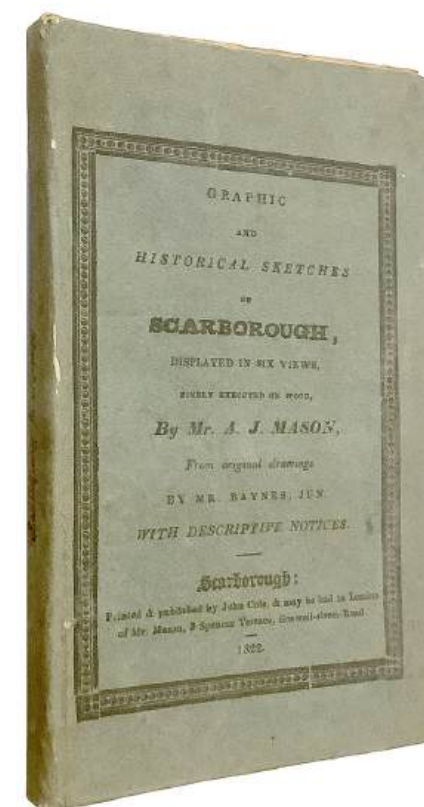 GRAPHIC
AND
HISTORICAL SKETCHES
OF
SCARBOROUGH,
DISPLAYED IN SIX VIEWS,
FINELY EXECUTED ON WOOD,
By Mr. A. J. MASON,
From original drawings
BY MR. BAYNES, JUN
WITH DESCRIPTIVE NOTICES.
Scarborough:
Printed & published by John Cole, & may be had in London
of Mr. Mason, 3 Spencer Terrace, Goswell-street Road
1822.